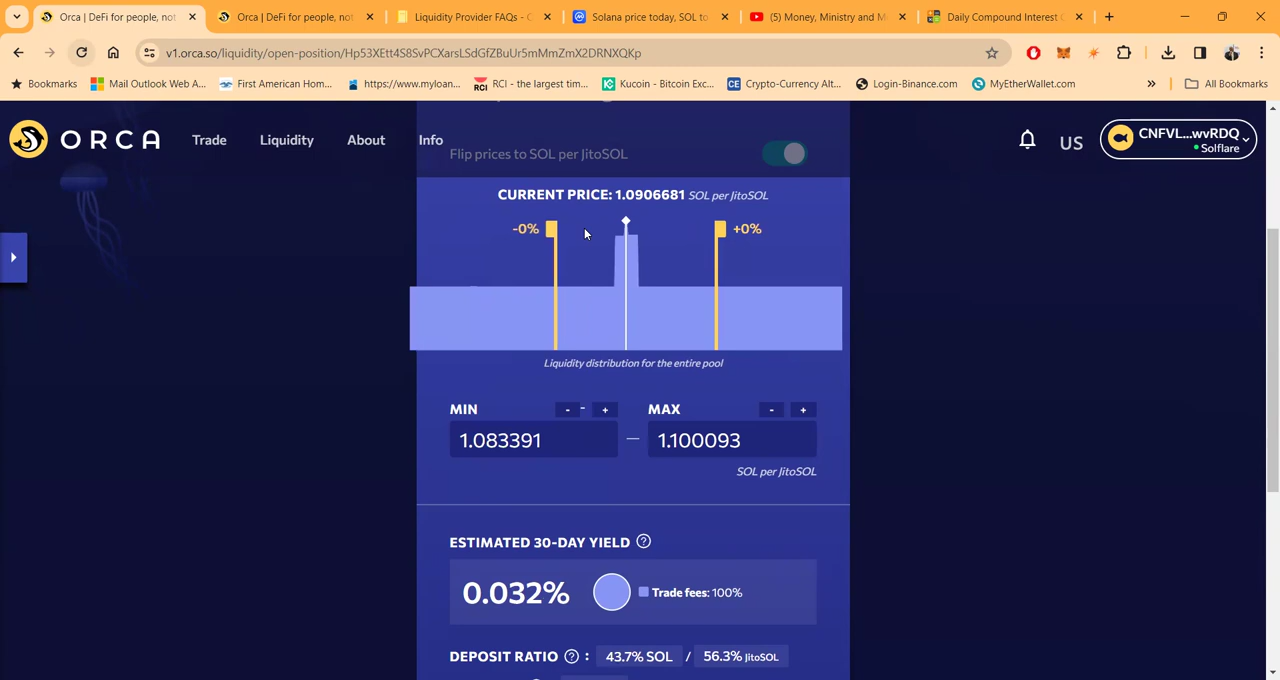 Orca | DeFi for people, not
Orca | DeFi for people, not
Liquidity Provider FAQs - C
Solana price today, SOL to
(5) Money, Ministry and M
Daily Compound Interest C
v1.orca.so/liquidity/open-position/Hp53XEtt4S8SvPCXarsLSdGfZBuUr5mMmZmX2DRNXQKp
Bookmarks
Mail Outlook Web A...
First American Hom...
https://www.myloan...
RCI - the largest tim...
Kucoin - Bitcoin Exc...
Crypto-Currency Alt...
Login-Binance.com
MyEtherWallet.com
All Bookmarks
ORCA
Trade
Liquidity
About
Info
US
CNFVL...wvRDQ
Solflare
Flip prices to SOL per JitoSOL
CURRENT PRICE: 1.0906681 SOL per JitoSOL
-0%
+0%
Liquidity distribution for the entire pool
MIN - +
MAX - +
1.083391 — 1.100093
SOL per JitoSOL
ESTIMATED 30-DAY YIELD ?
0.032% Trade fees: 100%
DEPOSIT RATIO ? : 43.7% SOL / 56.3% JitoSOL